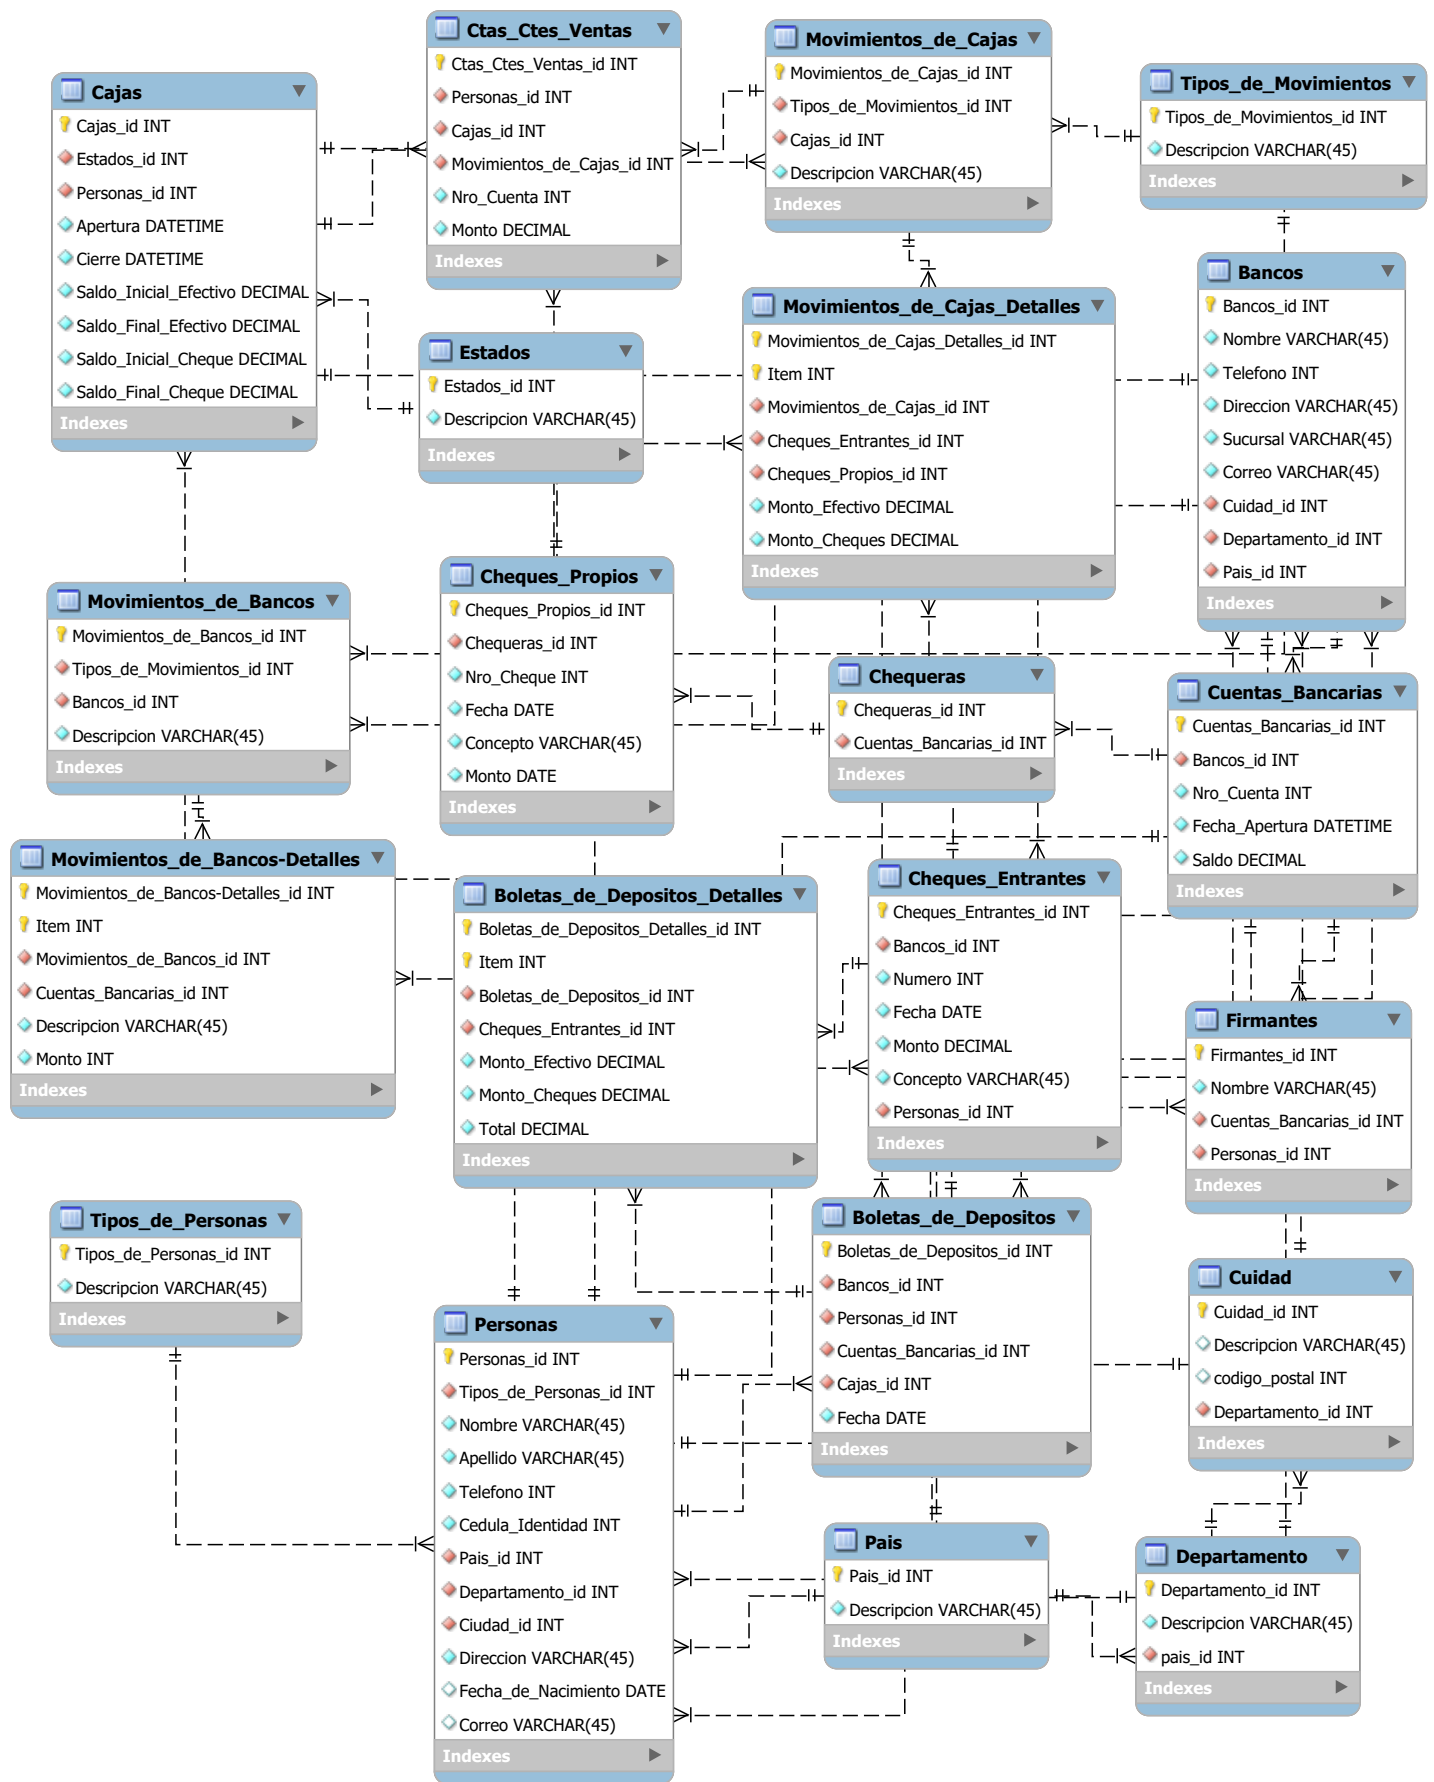 Cajas
Cajas_id INT
Estados_id INT
Personas_id INT
Apertura DATETIME
Cierre DATETIME
Saldo_Inicial_Efectivo DECIMAL
Saldo_Final_Efectivo DECIMAL
Saldo_Inicial_Cheque DECIMAL
Saldo_Final_Cheque DECIMAL
Indexes
Ctas_Ctes_Ventas
Ctas_Ctes_Ventas_id INT
Personas_id INT
Cajas_id INT
Movimientos_de_Cajas_id INT
Nro_Cuenta INT
Monto DECIMAL
Indexes
Movimientos_de_Cajas
Movimientos_de_Cajas_id INT
Tipos_de_Movimientos_id INT
Cajas_id INT
Descripcion VARCHAR(45)
Indexes
Tipos_de_Movimientos
Tipos_de_Movimientos_id INT
Descripcion VARCHAR(45)
Indexes
Estados
Estados_id INT
Descripcion VARCHAR(45)
Indexes
Movimientos_de_Cajas_Detalles
Movimientos_de_Cajas_Detalles_id INT
Item INT
Movimientos_de_Cajas_id INT
Cheques_Entrantes_id INT
Cheques_Propios_id INT
Monto_Efectivo DECIMAL
Monto_Cheques DECIMAL
Indexes
Bancos
Bancos_id INT
Nombre VARCHAR(45)
Telefono INT
Direccion VARCHAR(45)
Sucursal VARCHAR(45)
Correo VARCHAR(45)
Cuidad_id INT
Departamento_id INT
Pais_id INT
Indexes
Movimientos_de_Bancos
Movimientos_de_Bancos_id INT
Tipos_de_Movimientos_id INT
Bancos_id INT
Descripcion VARCHAR(45)
Indexes
Cheques_Propios
Cheques_Propios_id INT
Chequeras_id INT
Nro_Cheque INT
Fecha DATE
Concepto VARCHAR(45)
Monto DATE
Indexes
Chequeras
Chequeras_id INT
Cuentas_Bancarias_id INT
Indexes
Cuentas_Bancarias
Cuentas_Bancarias_id INT
Bancos_id INT
Nro_Cuenta INT
Fecha_Apertura DATETIME
Saldo DECIMAL
Indexes
Movimientos_de_Bancos-Detalles
Movimientos_de_Bancos-Detalles_id INT
Item INT
Movimientos_de_Bancos_id INT
Cuentas_Bancarias_id INT
Descripcion VARCHAR(45)
Monto INT
Indexes
Boletas_de_Depositos_Detalles
Boletas_de_Depositos_Detalles_id INT
Item INT
Boletas_de_Depositos_id INT
Cheques_Entrantes_id INT
Monto_Efectivo DECIMAL
Monto_Cheques DECIMAL
Total DECIMAL
Indexes
Cheques_Entrantes
Cheques_Entrantes_id INT
Bancos_id INT
Numero INT
Fecha DATE
Monto DECIMAL
Concepto VARCHAR(45)
Personas_id INT
Indexes
Firmantes
Firmantes_id INT
Nombre VARCHAR(45)
Cuentas_Bancarias_id INT
Personas_id INT
Indexes
Tipos_de_Personas
Tipos_de_Personas_id INT
Descripcion VARCHAR(45)
Indexes
Personas
Personas_id INT
Tipos_de_Personas_id INT
Nombre VARCHAR(45)
Apellido VARCHAR(45)
Telefono INT
Cedula_Identidad INT
Pais_id INT
Departamento_id INT
Ciudad_id INT
Direccion VARCHAR(45)
Fecha_de_Nacimiento DATE
Correo VARCHAR(45)
Indexes
Boletas_de_Depositos
Boletas_de_Depositos_id INT
Bancos_id INT
Personas_id INT
Cuentas_Bancarias_id INT
Cajas_id INT
Fecha DATE
Indexes
Cuidad
Cuidad_id INT
Descripcion VARCHAR(45)
codigo_postal INT
Departamento_id INT
Indexes
Pais
Pais_id INT
Descripcion VARCHAR(45)
Indexes
Departamento
Departamento_id INT
Descripcion VARCHAR(45)
pais_id INT
Indexes